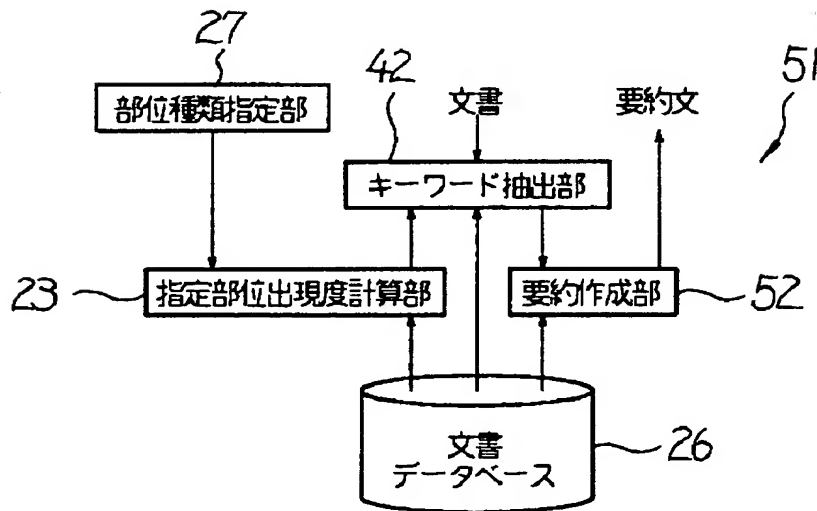 27
42
51
部位種類指定部
文書
要約文
キーワード抽出部
23
指定部位出現度計算部
要約作成部
52
文書
データベース
26